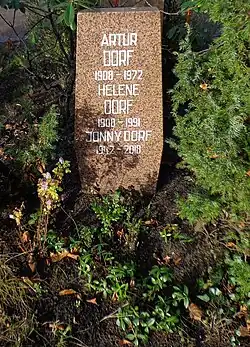 ARTUR
DORF
1908 - 1972
HELENE
DORF
1908 - 1991
JONNY DORF
1942 - 2010